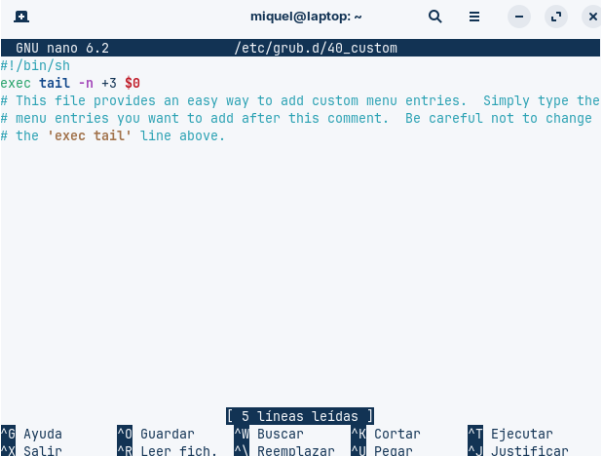 miquel@laptop: ~
GNU nano 6.2 /etc/grub.d/40_custom
#!/bin/sh
exec tail -n +3 $0
# This file provides an easy way to add custom menu entries.  Simply type the
# menu entries you want to add after this comment.  Be careful not to change
# the 'exec tail' line above.
[ 5 líneas leídas ]
^G Ayuda ^O Guardar ^W Buscar ^K Cortar ^T Ejecutar
^X Salir ^R Leer fich. ^\ Reemplazar ^U Pegar ^J Justificar